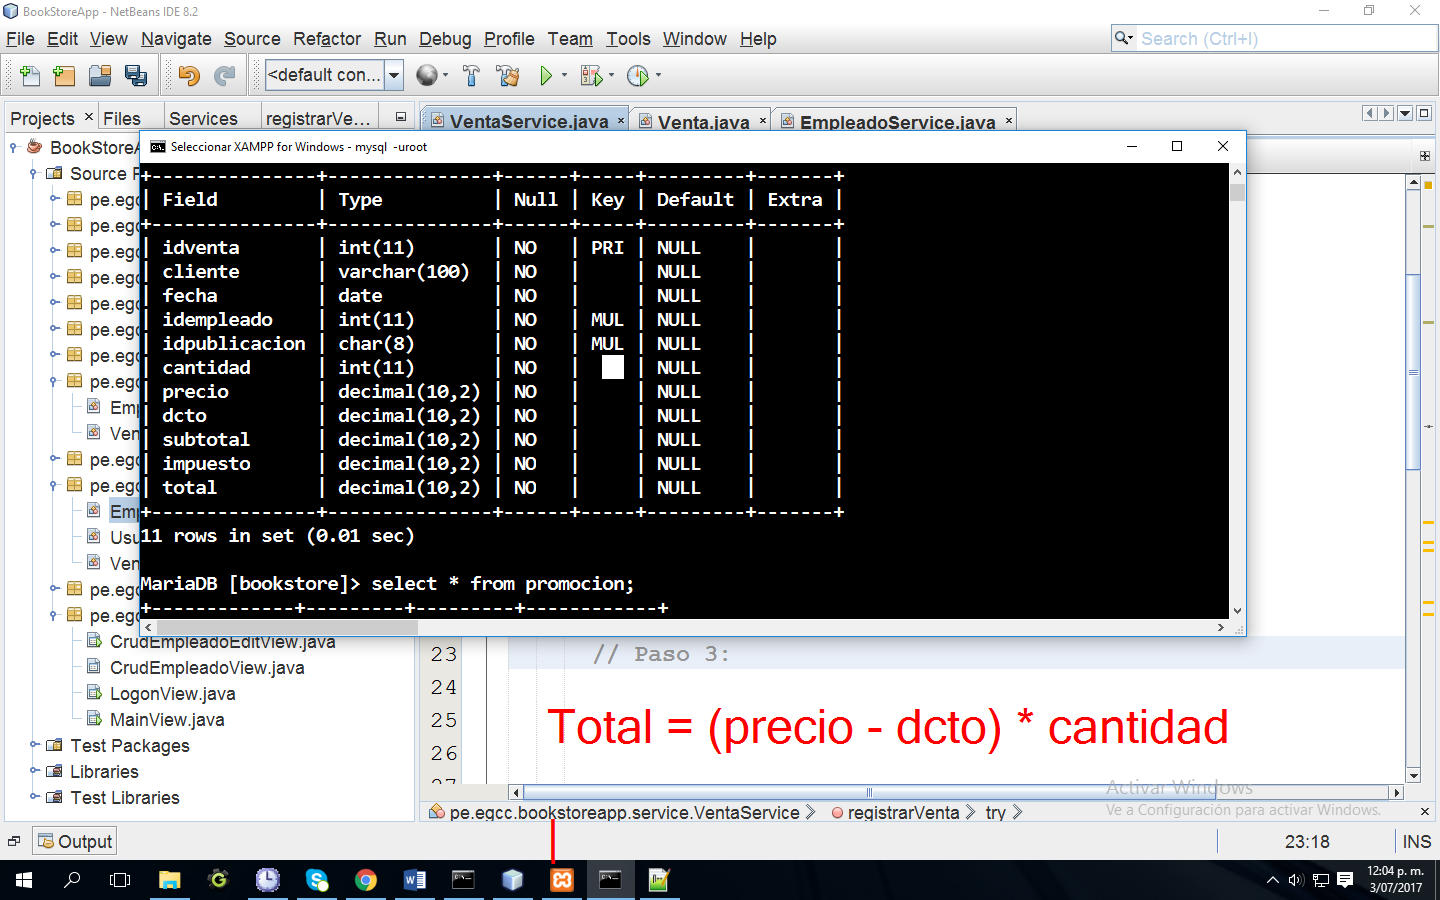 BookStoreApp - NetBeans IDE 8.2
File Edit View Navigate Source Refactor Run Debug Profile Team Tools Window Help
Search (Ctrl+I)
<default con...
Projects × Files Services registrarVe...
VentaService.java × Venta.java × EmpleadoService.java ×
BookStoreA
Source P
pe.egc
pe.egc
pe.egc
pe.egc
pe.egc
pe.egc
pe.egc
pe.egc
Emp
Ven
pe.egc
pe.egc
Emp
Usu
Ven
pe.egc
pe.egc
CrudEmpleadoEditView.java
CrudEmpleadoView.java
LogonView.java
MainView.java
Test Packages
Libraries
Test Libraries
Seleccionar XAMPP for Windows - mysql -uroot
+---------------+---------------+------+-----+---------+-------+
| Field | Type | Null | Key | Default | Extra |
+---------------+---------------+------+-----+---------+-------+
| idventa | int(11) | NO | PRI | NULL | |
| cliente | varchar(100) | NO | | NULL | |
| fecha | date | NO | | NULL | |
| idempleado | int(11) | NO | MUL | NULL | |
| idpublicacion | char(8) | NO | MUL | NULL | |
| cantidad | int(11) | NO | | NULL | |
| precio | decimal(10,2) | NO | | NULL | |
| dcto | decimal(10,2) | NO | | NULL | |
| subtotal | decimal(10,2) | NO | | NULL | |
| impuesto | decimal(10,2) | NO | | NULL | |
| total | decimal(10,2) | NO | | NULL | |
+---------------+---------------+------+-----+---------+-------+
11 rows in set (0.01 sec)
MariaDB [bookstore]> select * from promocion;
+-------------+---------+---------+------------+
23 // Paso 3:
24
25
26
Total = (precio - dcto) * cantidad
Activar Windows
Ve a Configuración para activar Windows.
pe.egcc.bookstoreapp.service.VentaService registrarVenta try
Output
23:18 INS
12:04 p. m.
3/07/2017